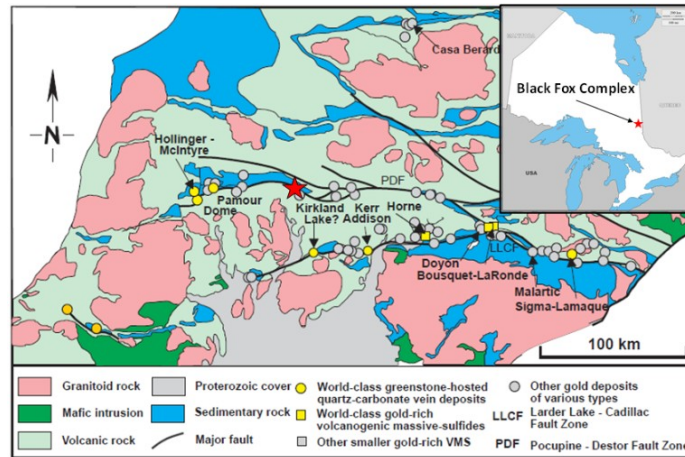 Casa Berard
N
Hollinger -
McIntyre
Pamour
Dome
PDF
Kirkland
Lake?
Kerr
Addison
Horne
LLCF
Doyon
Bousquet-LaRonde
Malartic
Sigma-Lamaque
100 km
Black Fox Complex
USA
Granitoid rock
Mafic intrusion
Volcanic rock
Proterozoic cover
Sedimentary rock
Major fault
World-class greenstone-hosted
quartz-carbonate vein deposits
World-class gold-rich
volcanogenic massive-sulfides
Other smaller gold-rich VMS
Other gold deposits
of various types
LLCF Larder Lake - Cadillac
Fault Zone
PDF Pocupine - Destor Fault Zone